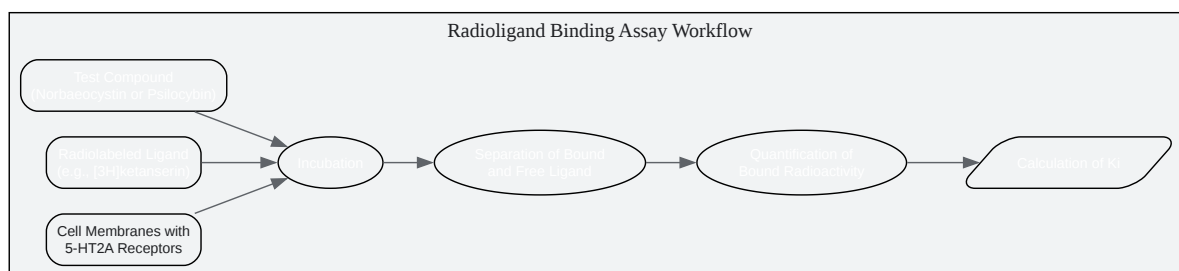 Radioligand Binding Assay Workflow
Test Compound
(Norbaeocystin or Psilocybin)
Radiolabeled Ligand
(e.g., [3H]ketanserin)
Cell Membranes with
5-HT2A Receptors
Incubation
Separation of Bound
and Free Ligand
Quantification of
Bound Radioactivity
Calculation of Ki